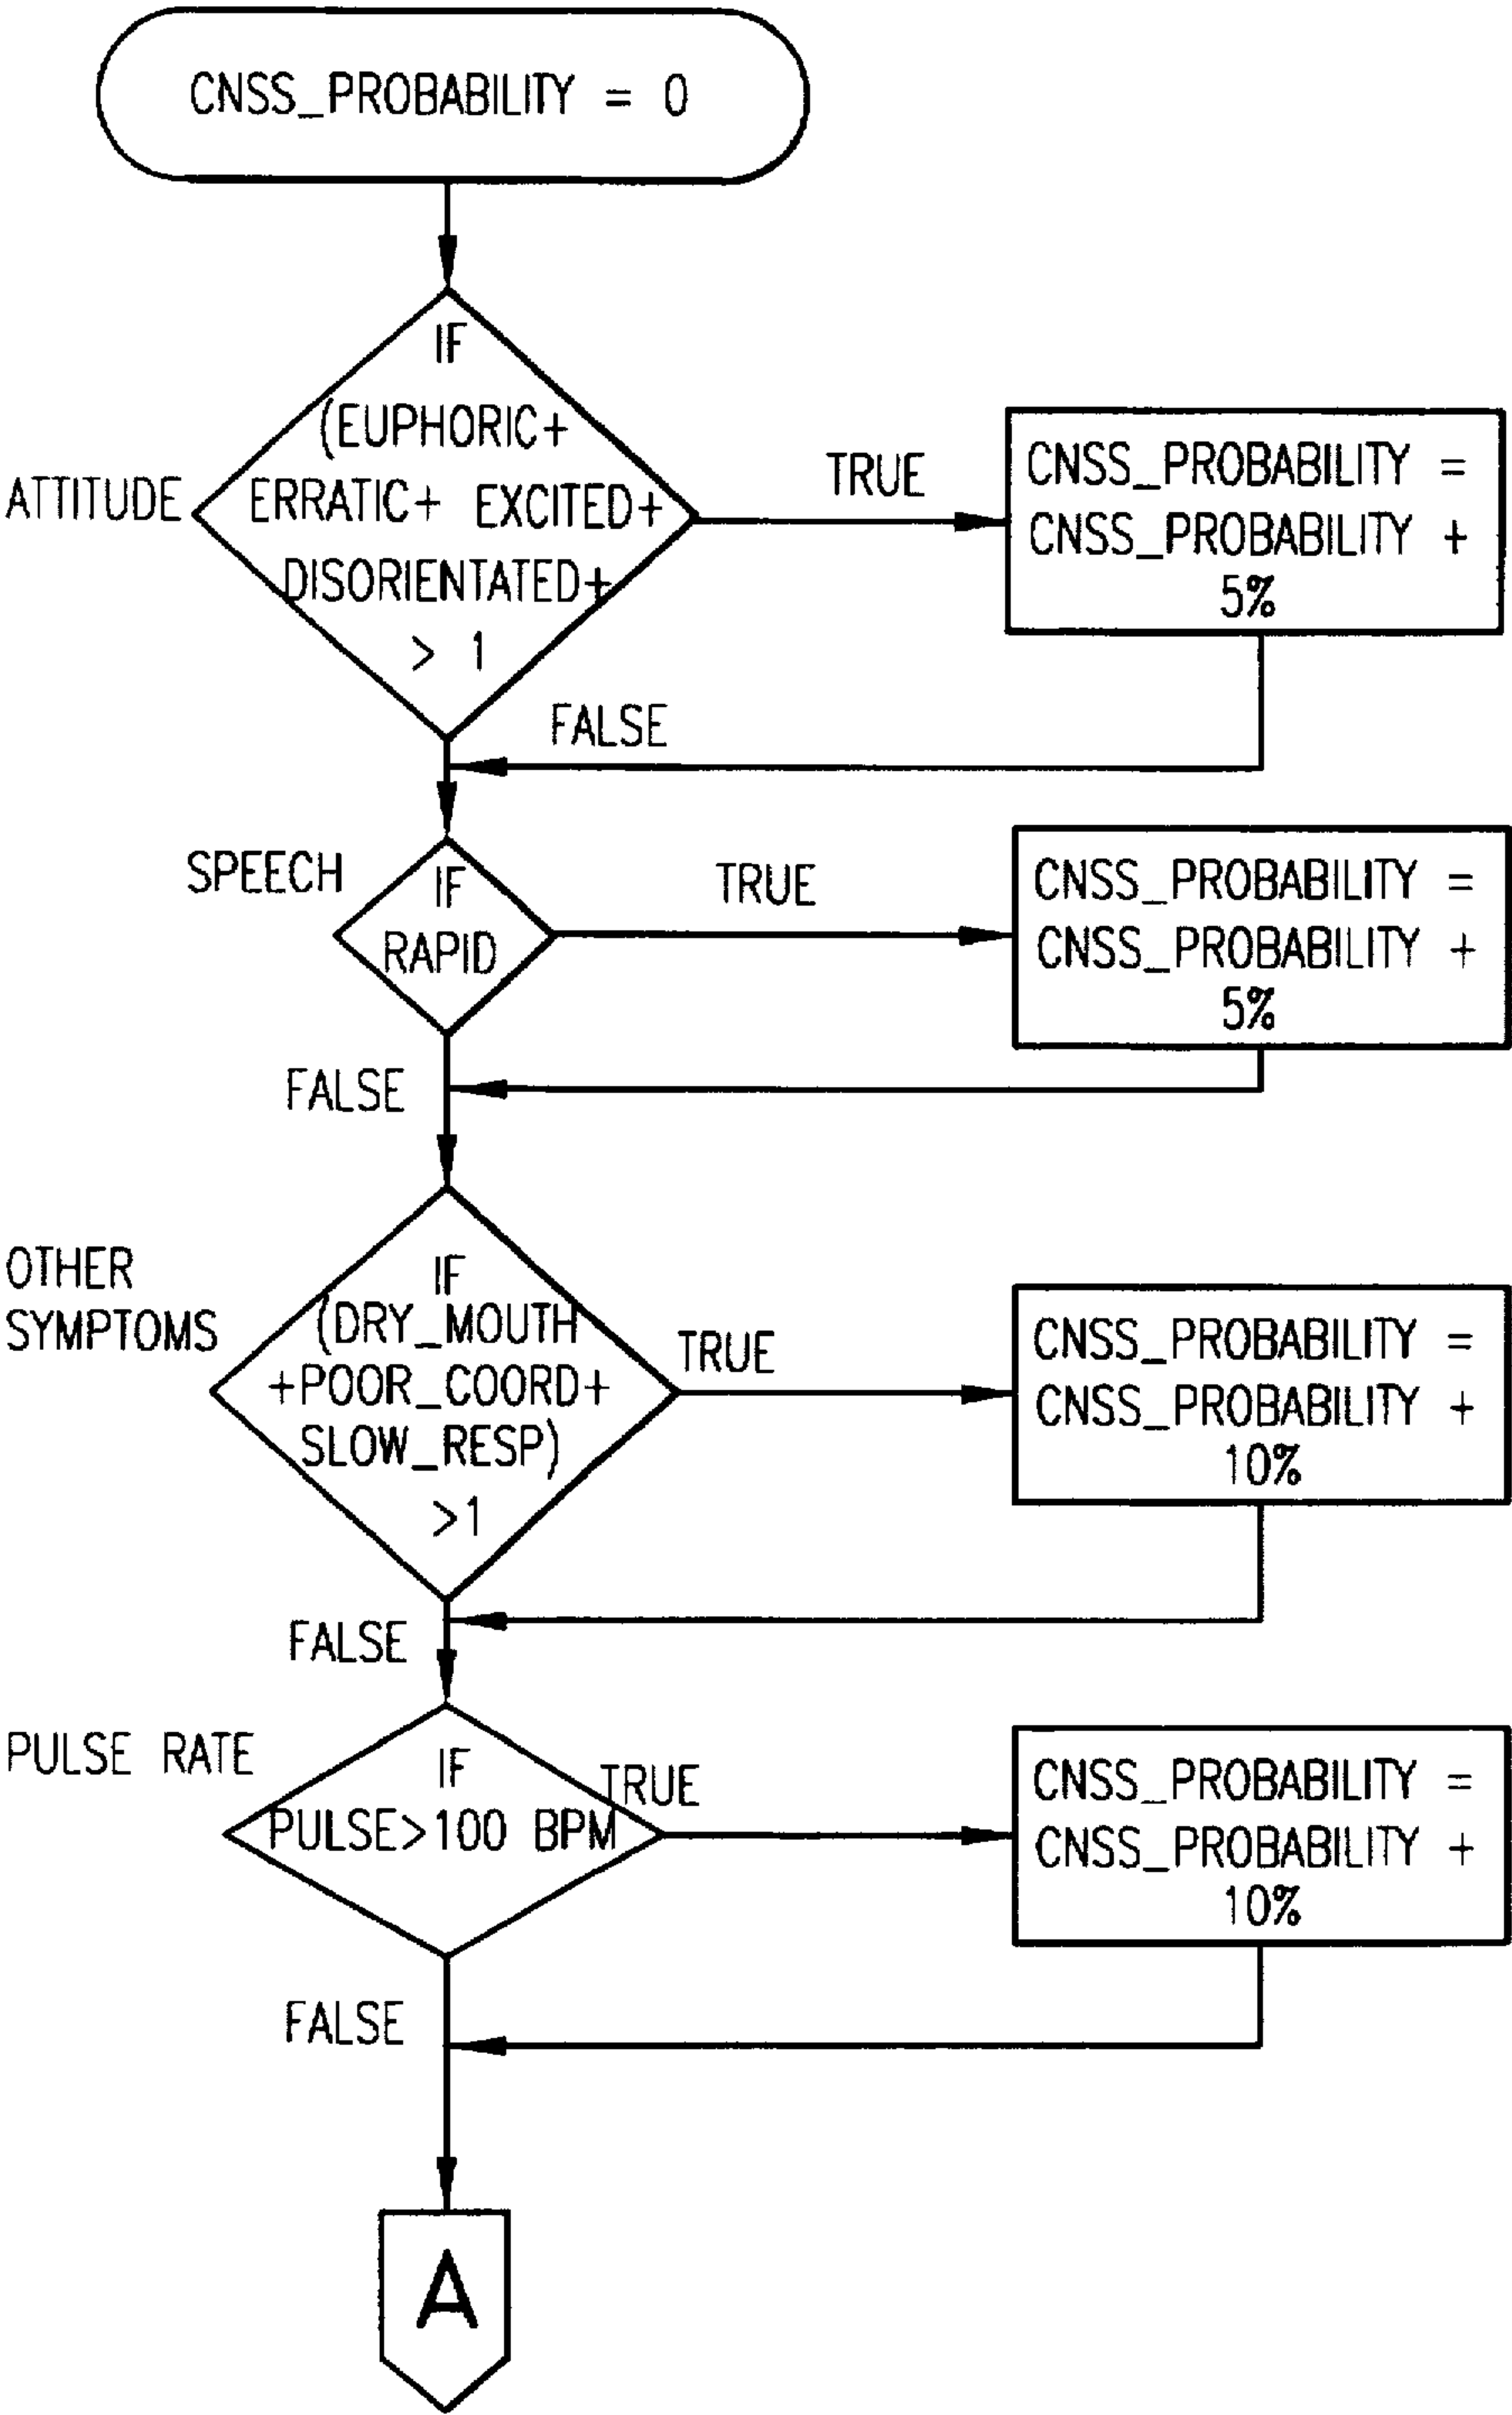 CNSS_PROBABILITY = 0
IF
(EUPHORIC+
ATTITUDE
ERRATIC+ EXCITED+
DISORIENTATED+
> 1
TRUE
CNSS_PROBABILITY =
CNSS_PROBABILITY +
5%
FALSE
SPEECH
IF
RAPID
TRUE
CNSS_PROBABILITY =
CNSS_PROBABILITY +
5%
FALSE
OTHER
SYMPTOMS
IF
(DRY_MOUTH
+POOR_COORD+
SLOW_RESP)
>1
TRUE
CNSS_PROBABILITY =
CNSS_PROBABILITY +
10%
FALSE
PULSE RATE
IF
PULSE>100 BPM
TRUE
CNSS_PROBABILITY =
CNSS_PROBABILITY +
10%
FALSE
A